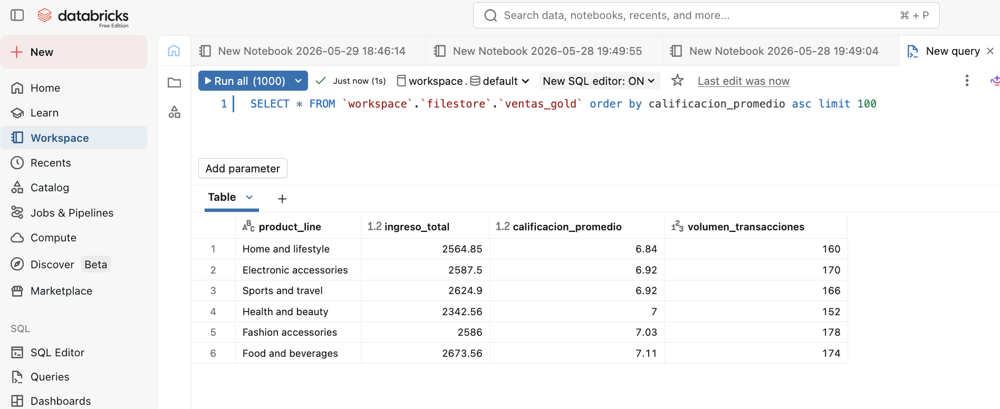 databricks
Free Edition
Search data, notebooks, recents, and more...
⌘ + P
New
Home
Learn
Workspace
Recents
Catalog
Jobs & Pipelines
Compute
Discover Beta
Marketplace
SQL
SQL Editor
Queries
Dashboards
New Notebook 2026-05-29 18:46:14
New Notebook 2026-05-28 19:49:55
New Notebook 2026-05-28 19:49:04
New query
Run all (1000)
Just now (1s)
workspace . default
New SQL editor: ON
Last edit was now
1 SELECT * FROM `workspace`.`filestore`.`ventas_gold` order by calificacion_promedio asc limit 100
Add parameter
Table +
ABC product_line 1.2 ingreso_total 1.2 calificacion_promedio 123 volumen_transacciones
1 Home and lifestyle 2564.85 6.84 160
2 Electronic accessories 2587.5 6.92 170
3 Sports and travel 2624.9 6.92 166
4 Health and beauty 2342.56 7 152
5 Fashion accessories 2586 7.03 178
6 Food and beverages 2673.56 7.11 174